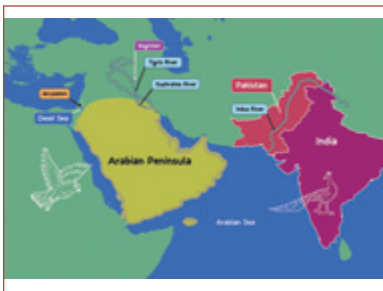 Baghdad
Tigris River
Euphrates River
Jerusalem
Dead Sea
Pakistan
Indus River
India
Arabian Peninsula
Arabian Sea